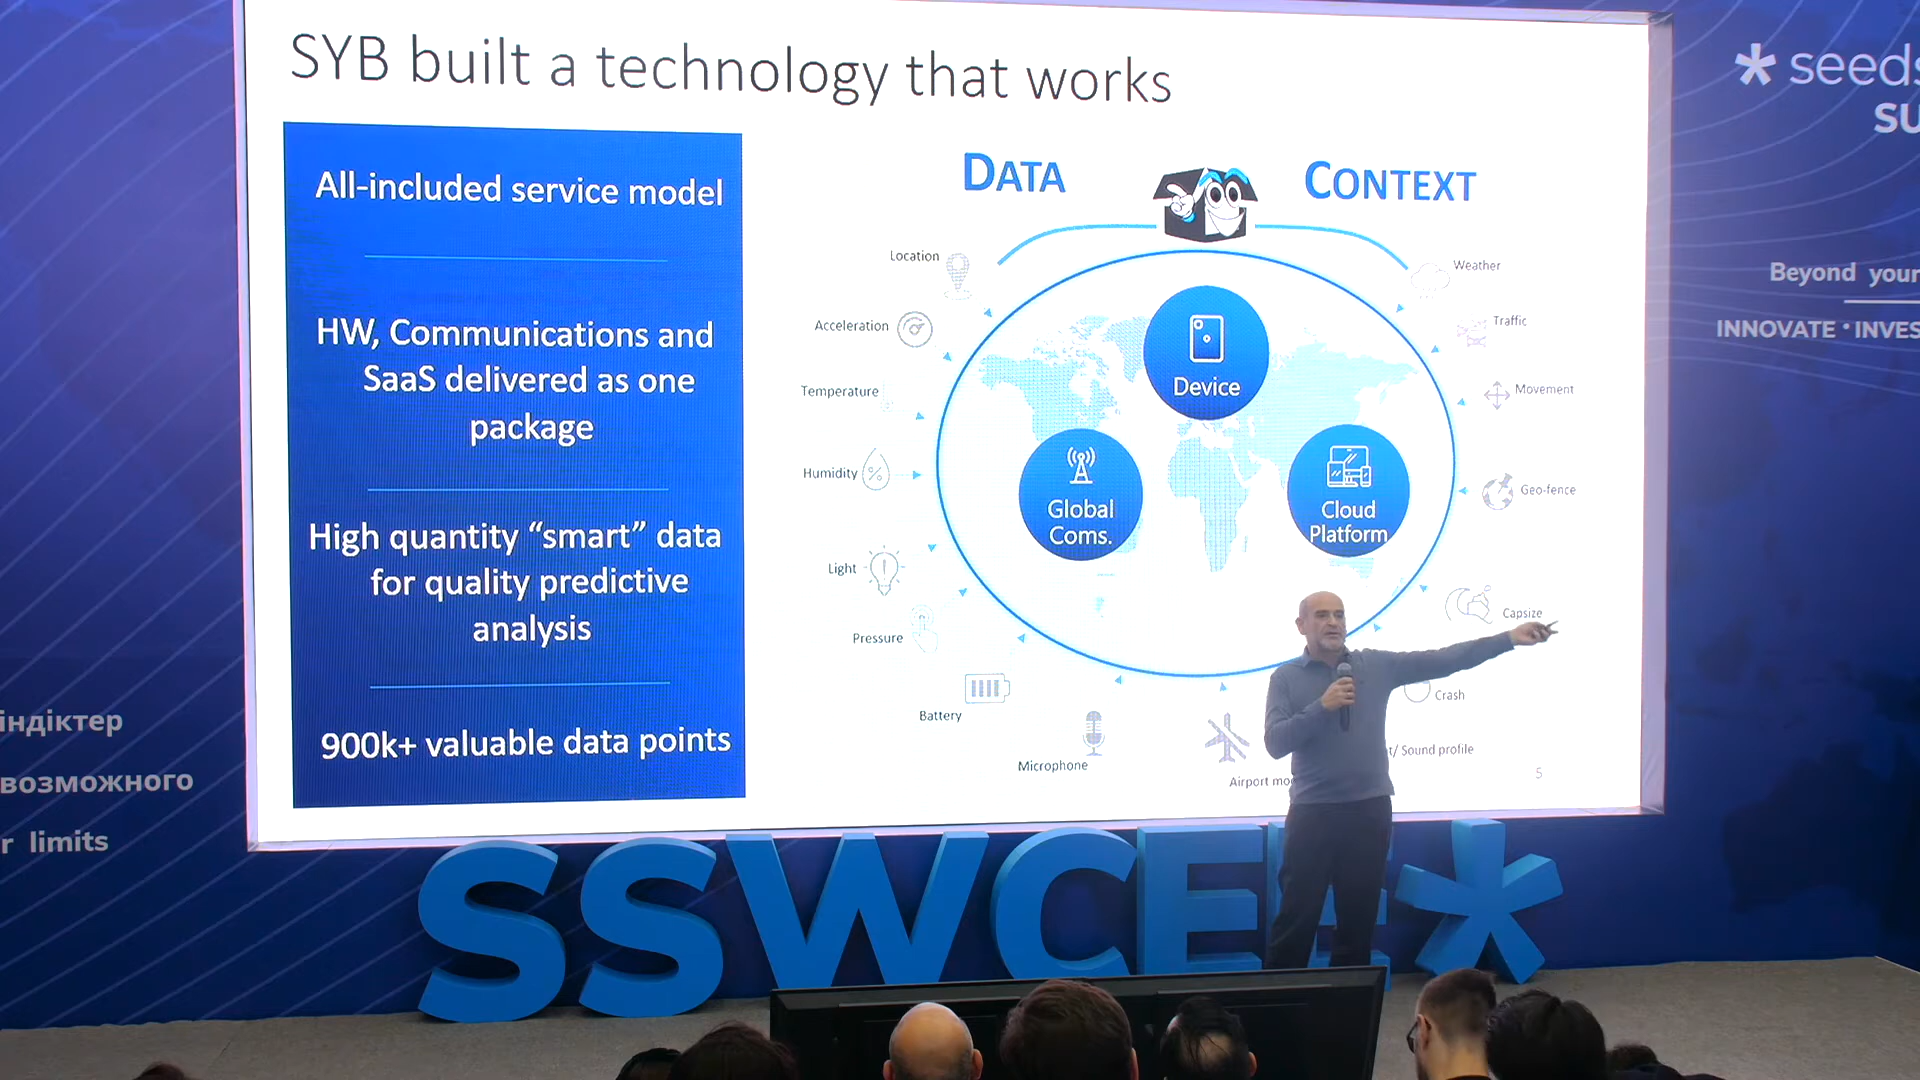 SYB built a technology that works
All-included service model
HW, Communications and
SaaS delivered as one
package
High quantity “smart” data
for quality predictive
analysis
900k+ valuable data points
DATA
CONTEXT
Location
Acceleration
Temperature
Humidity
Light
Pressure
Battery
Microphone
Airport
Device
Global
Coms.
Cloud
Platform
Weather
Traffic
Movement
Geo-fence
Capsize
Crash
/ Sound profile
5
SSWCEE*
limits
возможного
Beyond your
INNOVATE • INVES
seeds
SU